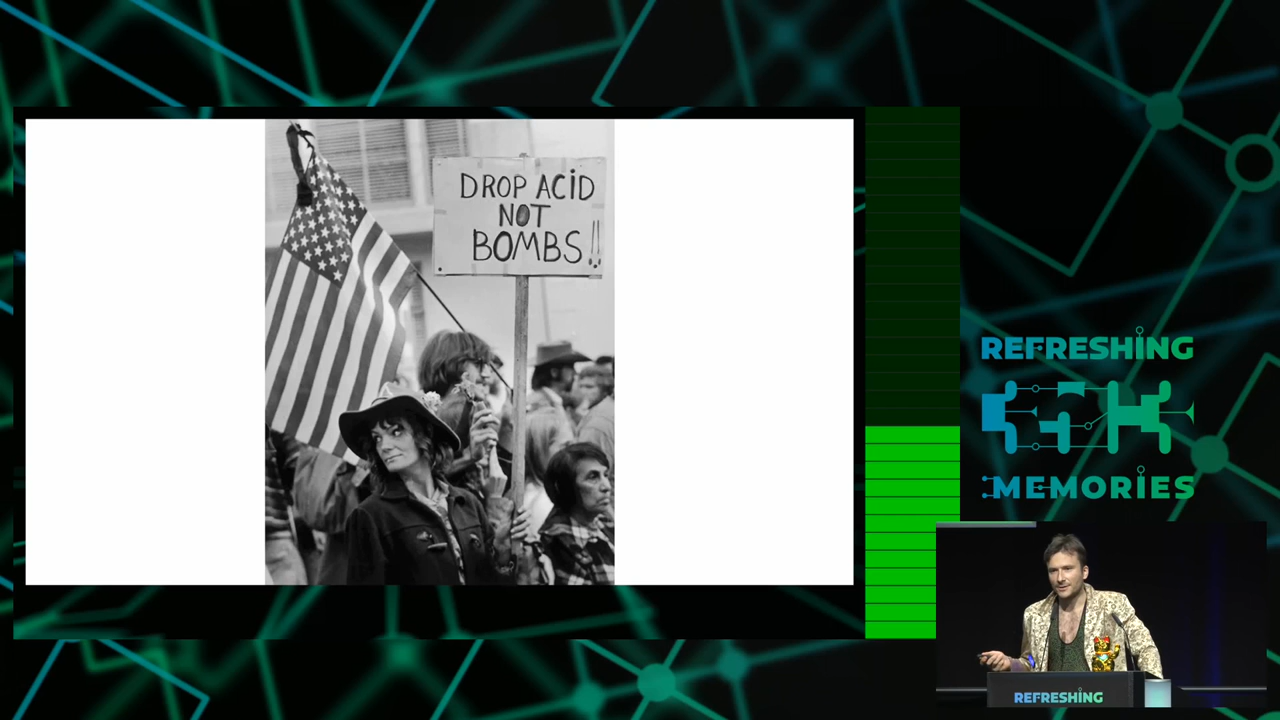 DROP ACID
NOT
BOMBS!!
REFRESHING
MEMORIES
REFRESHING